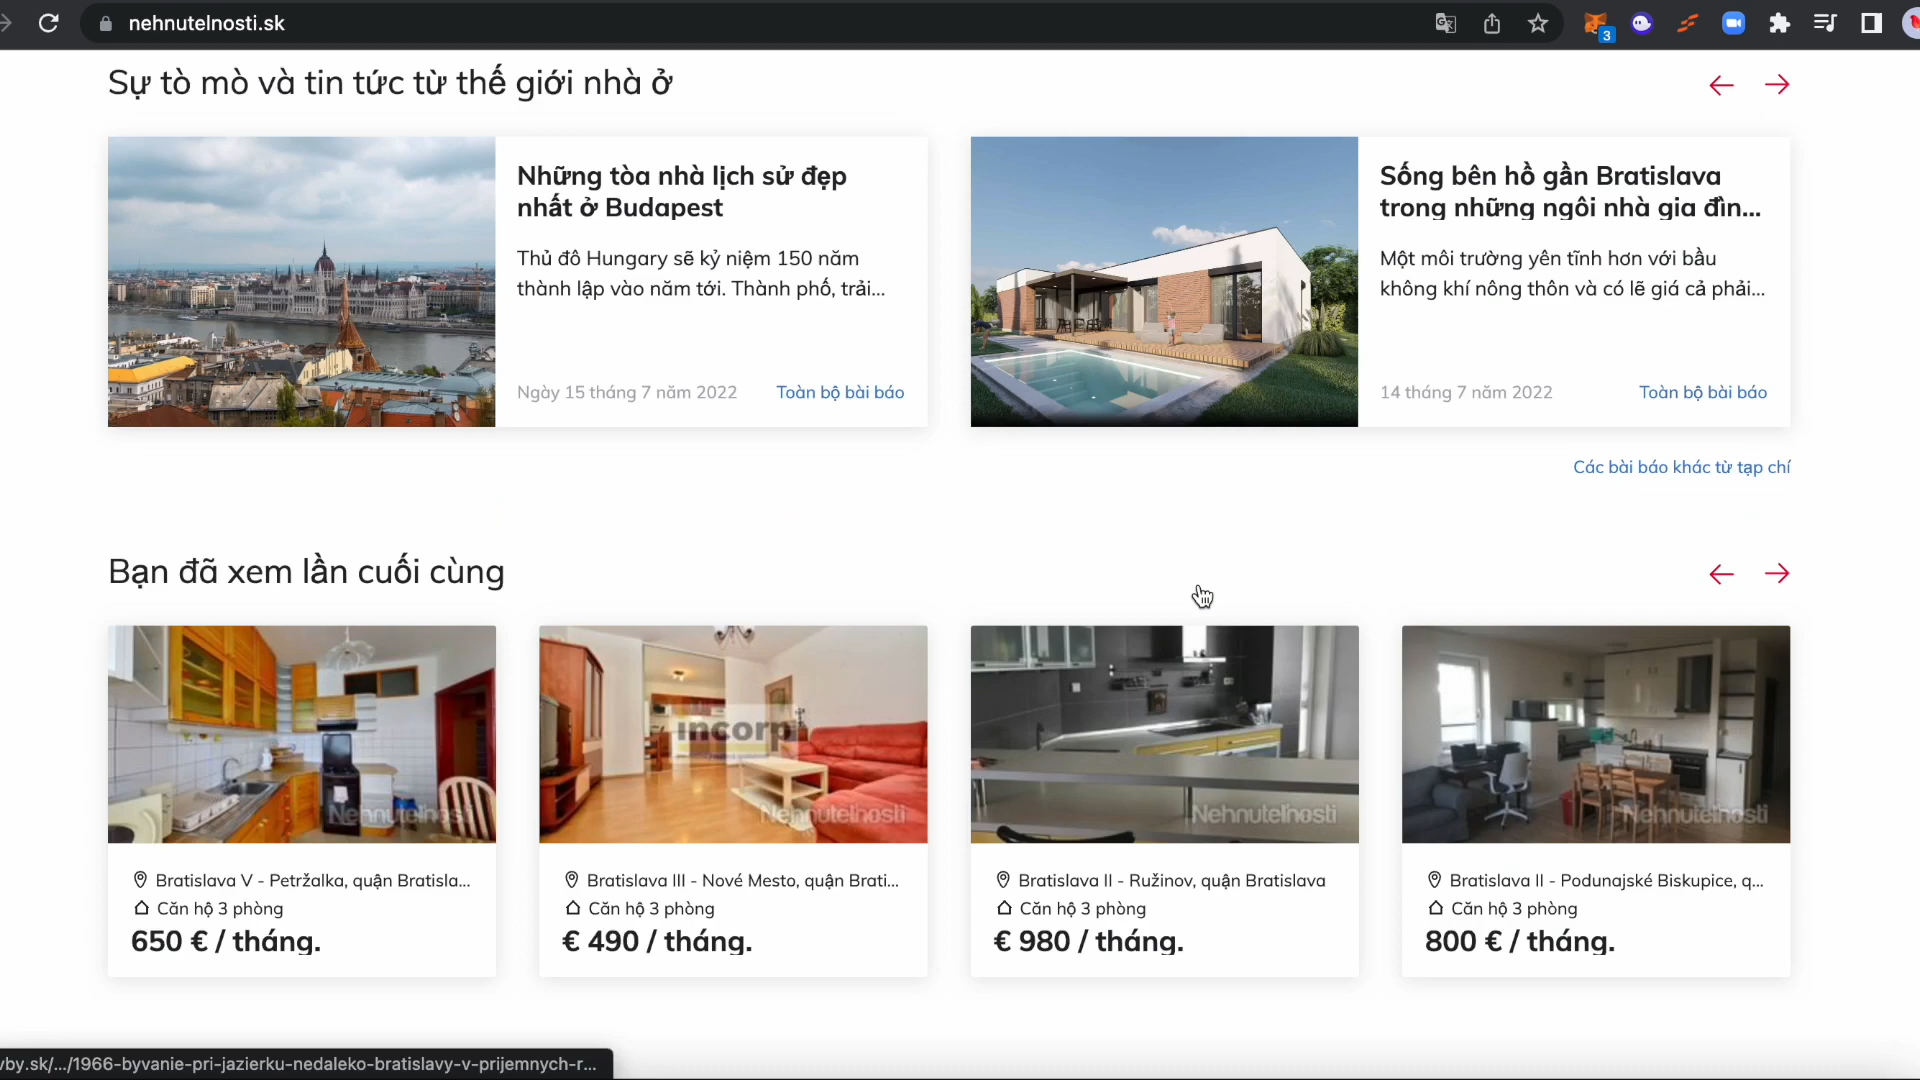 nehnutelnosti.sk
3
Sự tò mò và tin tức từ thế giới nhà ở
Những tòa nhà lịch sử đẹp
nhất ở Budapest
Thủ đô Hungary sẽ kỷ niệm 150 năm
thành lập vào năm tới. Thành phố, trải...
Ngày 15 tháng 7 năm 2022
Toàn bộ bài báo
Sống bên hồ gần Bratislava
trong những ngôi nhà gia đìn...
Một môi trường yên tĩnh hơn với bầu
không khí nông thôn và có lẽ giá cả phải...
14 tháng 7 năm 2022
Toàn bộ bài báo
Các bài báo khác từ tạp chí
Bạn đã xem lần cuối cùng
Nehnuteľnosti
incorp
Nehnuteľnosti
Nehnuteľnosti
Nehnuteľnosti
Bratislava V - Petržalka, quận Bratisla...
Căn hộ 3 phòng
650 € / tháng.
Bratislava III - Nové Mesto, quận Brati...
Căn hộ 3 phòng
€ 490 / tháng.
Bratislava II - Ružinov, quận Bratislava
Căn hộ 3 phòng
€ 980 / tháng.
Bratislava II - Podunajské Biskupice, q...
Căn hộ 3 phòng
800 € / tháng.
vby.sk/.../1966-byvanie-pri-jazierku-nedaleko-bratislavy-v-prijemnych-r...